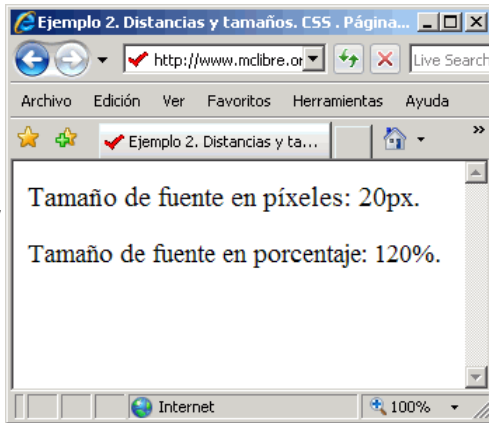 Ejemplo 2. Distancias y tamaños. CSS . Página...
http://www.mclibre.or
Live Search
Archivo Edición Ver Favoritos Herramientas Ayuda
Ejemplo 2. Distancias y ta...
»
Tamaño de fuente en píxeles: 20px.
Tamaño de fuente en porcentaje: 120%.
Internet
100%